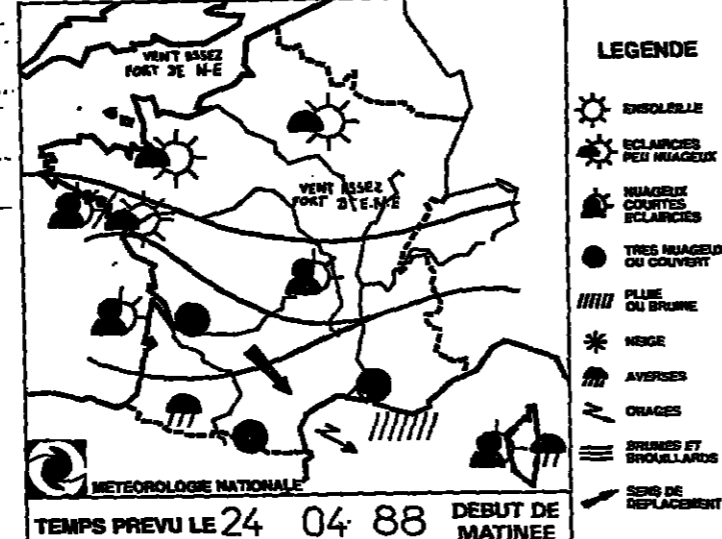 VENT ASSEZ
FORT DE N-E
VENT ASSEZ
FORT D'E.N.E
METEOROLOGIE NATIONALE
TEMPS PREVU LE 24 04 88 DEBUT DE
MATINEE
LEGENDE
ENSOLEILLE
ECLAIRCIES
PEU NUAGEUX
NUAGEUX
COURTES
ECLAIRCIES
TRES NUAGEUX
OU COUVERT
PLUIE
OU BRUINE
NEIGE
AVERSES
ORAGES
BRUMES ET
BROUILLARDS
SENS DE
DEPLACEMENT